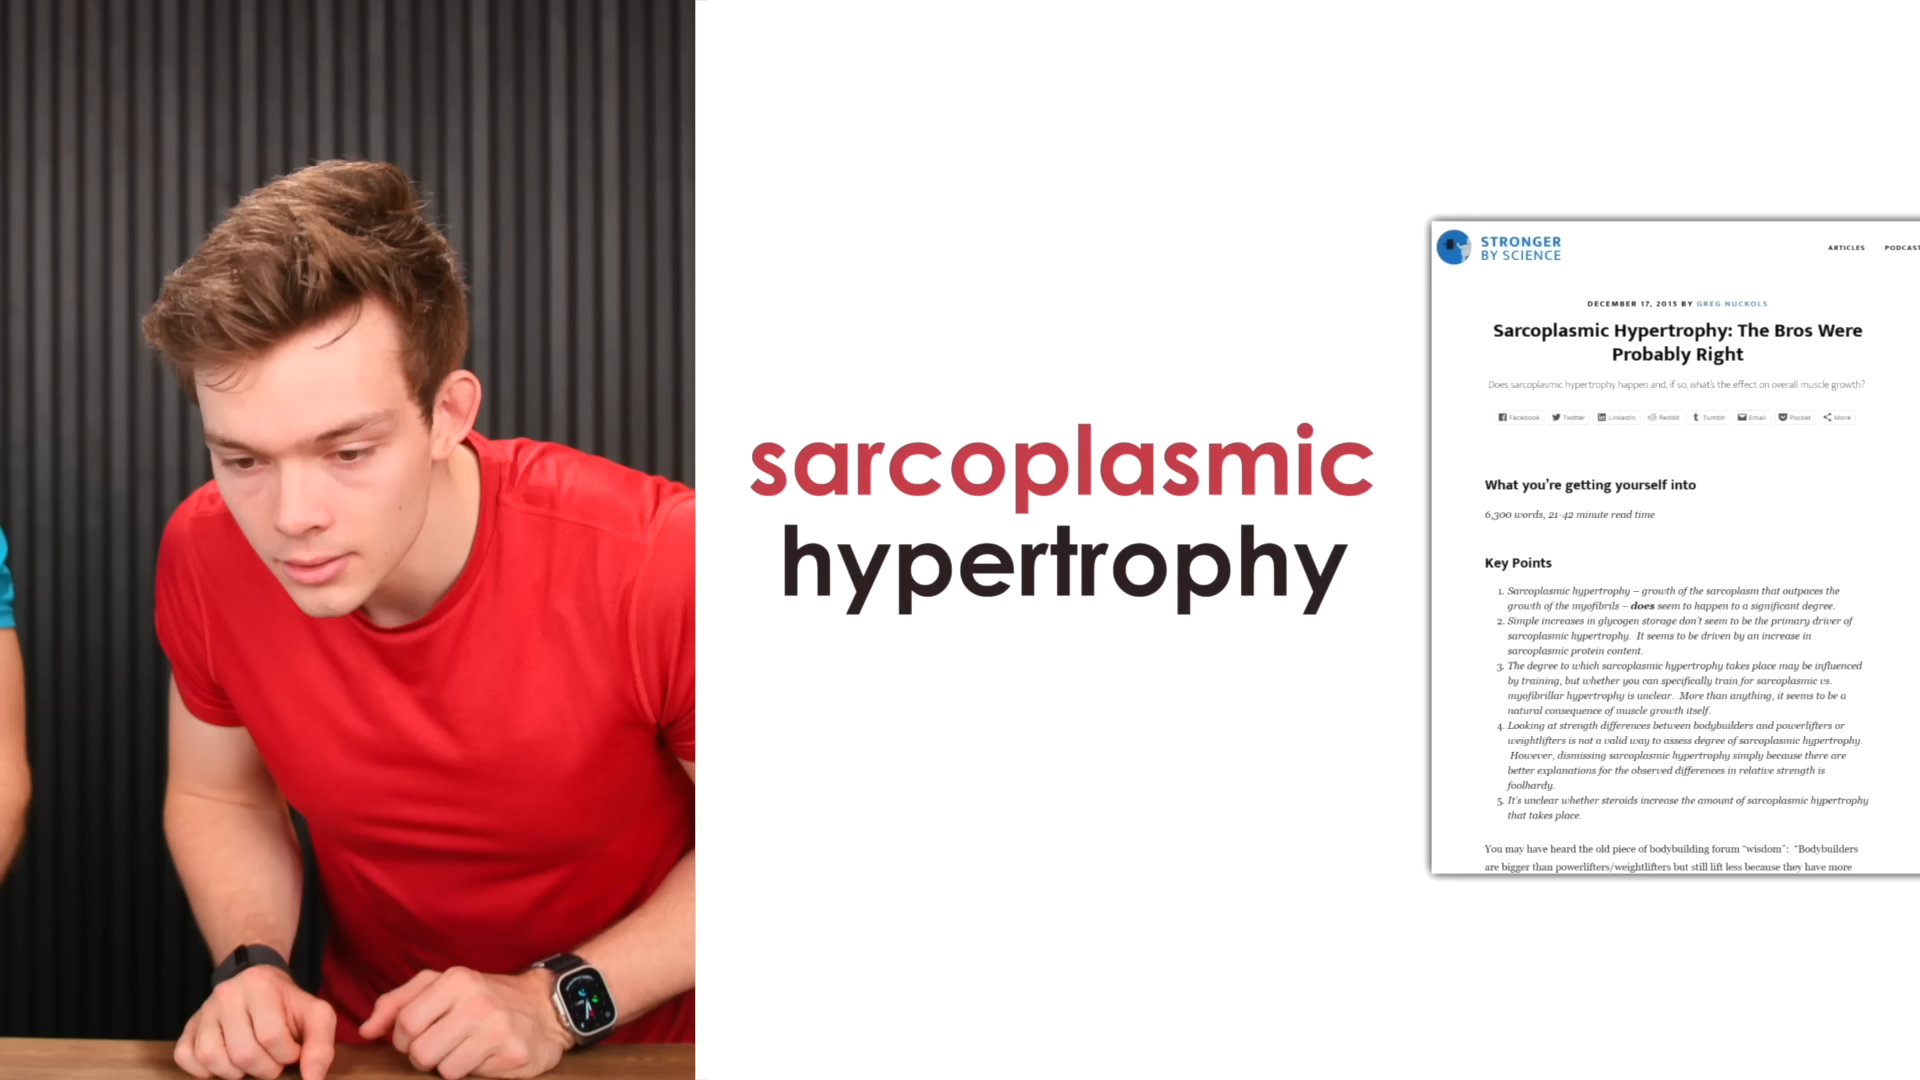 sarcoplasmic
hypertrophy
STRONGER
BY SCIENCE
ARTICLES
DECEMBER 17, 2015 BY GREG NUCKOLS
Sarcoplasmic Hypertrophy: The Bros Were
Probably Right
Does sarcoplasmic hypertrophy happen and, if so, what's the effect on overall muscle growth?
Facebook Twitter LinkedIn Reddit Tumblr Email Pocket More
What you're getting yourself into
6,300 words, 21-42 minute read time
Key Points
1. Sarcoplasmic hypertrophy – growth of the sarcoplasm that outpaces the
growth of the myofibrils – does seem to happen to a significant degree.
2. Simple increases in glycogen storage don't seem to be the primary driver of
sarcoplasmic hypertrophy. It seems to be driven by an increase in
sarcoplasmic protein content.
3. The degree to which sarcoplasmic hypertrophy takes place may be influenced
by training, but whether you can specifically train for sarcoplasmic vs.
myofibrillar hypertrophy is unclear. More than anything, it seems to be a
natural consequence of muscle growth itself.
4. Looking at strength differences between bodybuilders and powerlifters or
weightlifters is not a valid way to assess degree of sarcoplasmic hypertrophy.
However, dismissing sarcoplasmic hypertrophy simply because there are
better explanations for the observed differences in relative strength is
foolhardy.
5. It's unclear whether steroids increase the amount of sarcoplasmic hypertrophy
that takes place.
You may have heard the old piece of bodybuilding forum "wisdom": "Bodybuilders
are bigger than powerlifters/weightlifters but still lift less because they have more